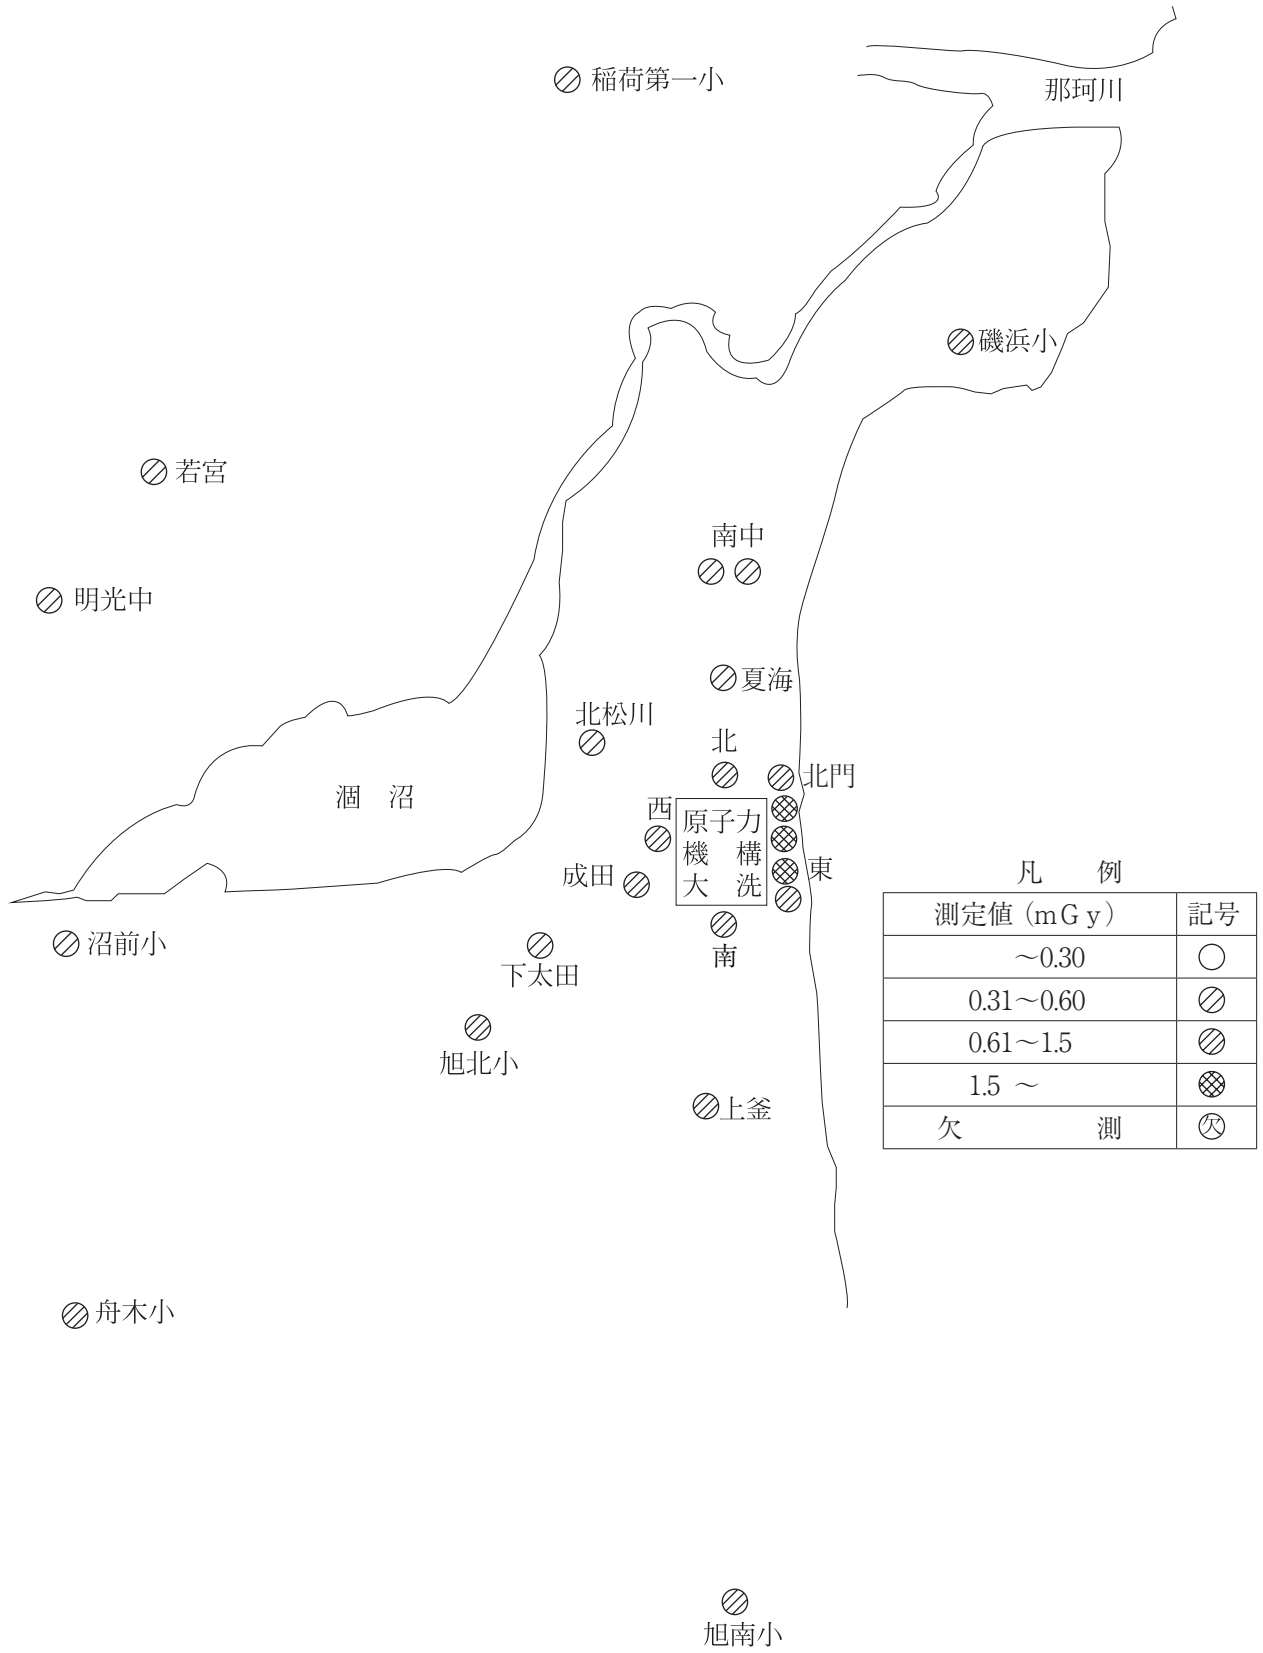 稲荷第一小
那珂川
磯浜小
若宮
南中
明光中
夏海
北松川
北
北門
涸 沼
西
原子力
機 構
大 洗
成田
東
南
沼前小
下太田
旭北小
上釜
舟木小
旭南小
凡 例
測定値(mGy) 記号
~0.30
0.31~0.60
0.61~1.5
1.5 ~
欠 測 欠